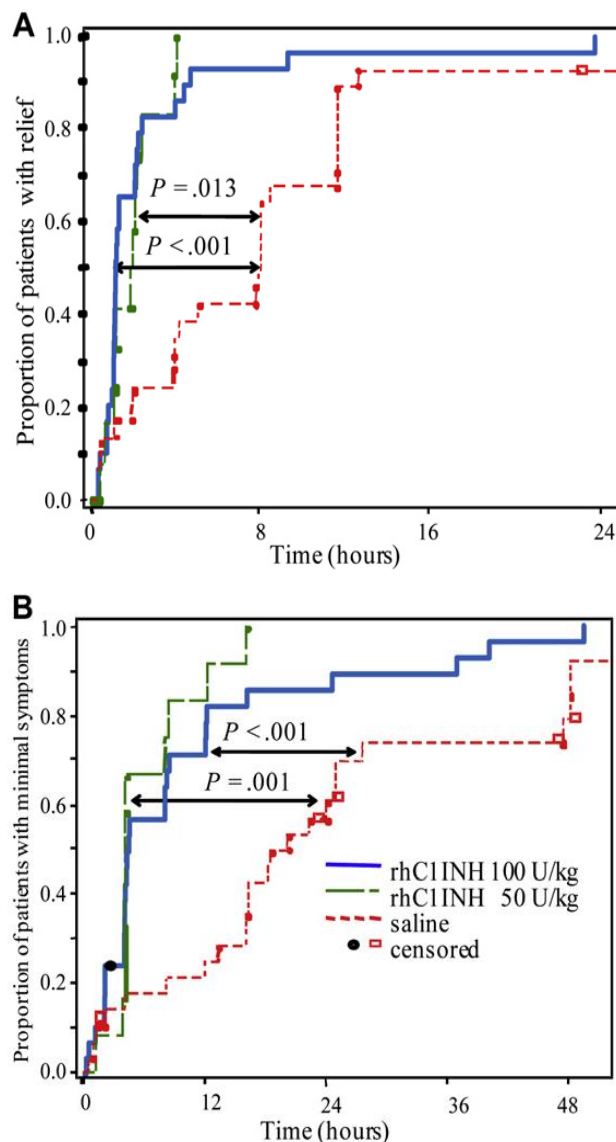 A
Proportion of patients with relief
1.0
0.8
0.6
0.4
0.2
0.0
P =.013
P <.001
0 8 16 24
Time (hours)
B
Proportion of patients with minimal symptoms
1.0
0.8
0.6
0.4
0.2
0.0
P <.001
P =.001
rhC1INH 100 U/kg
rhC1INH 50 U/kg
saline
censored
0 12 24 36 48
Time (hours)